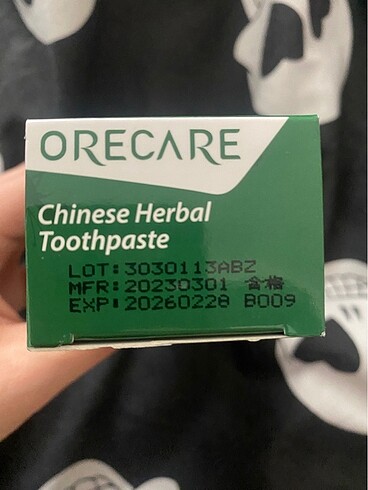 ORECARE
Chinese Herbal
Toothpaste
LOT:3030113ABZ
MFR:20230301 合格
EXP:20260228 B009